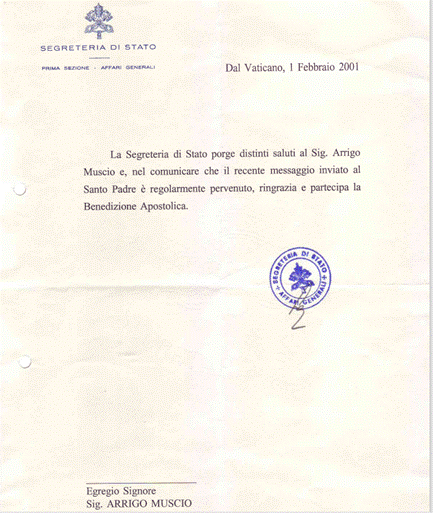 SEGRETERIA DI STATO
PRIMA SEZIONE - AFFARI GENERALI
Dal Vaticano, 1 Febbraio 2001
La Segreteria di Stato porge distinti saluti al Sig. Arrigo
Muscio e, nel comunicare che il recente messaggio inviato al
Santo Padre è regolarmente pervenuto, ringrazia e partecipa la
Benedizione Apostolica.
SEGRETERIA DI STATO
AFFARI GENERALI
Egregio Signore
Sig. ARRIGO MUSCIO